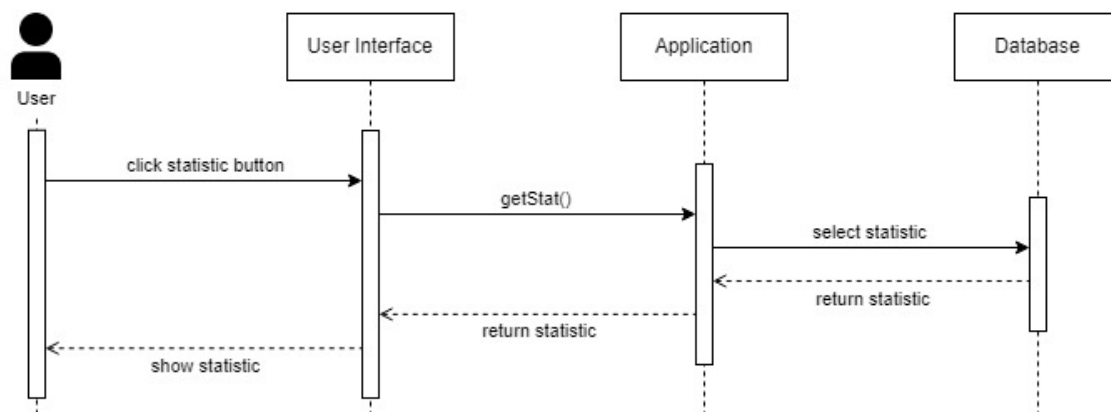 User Interface
Application
Database
User
click statistic button
getStat()
select statistic
return statistic
return statistic
show statistic